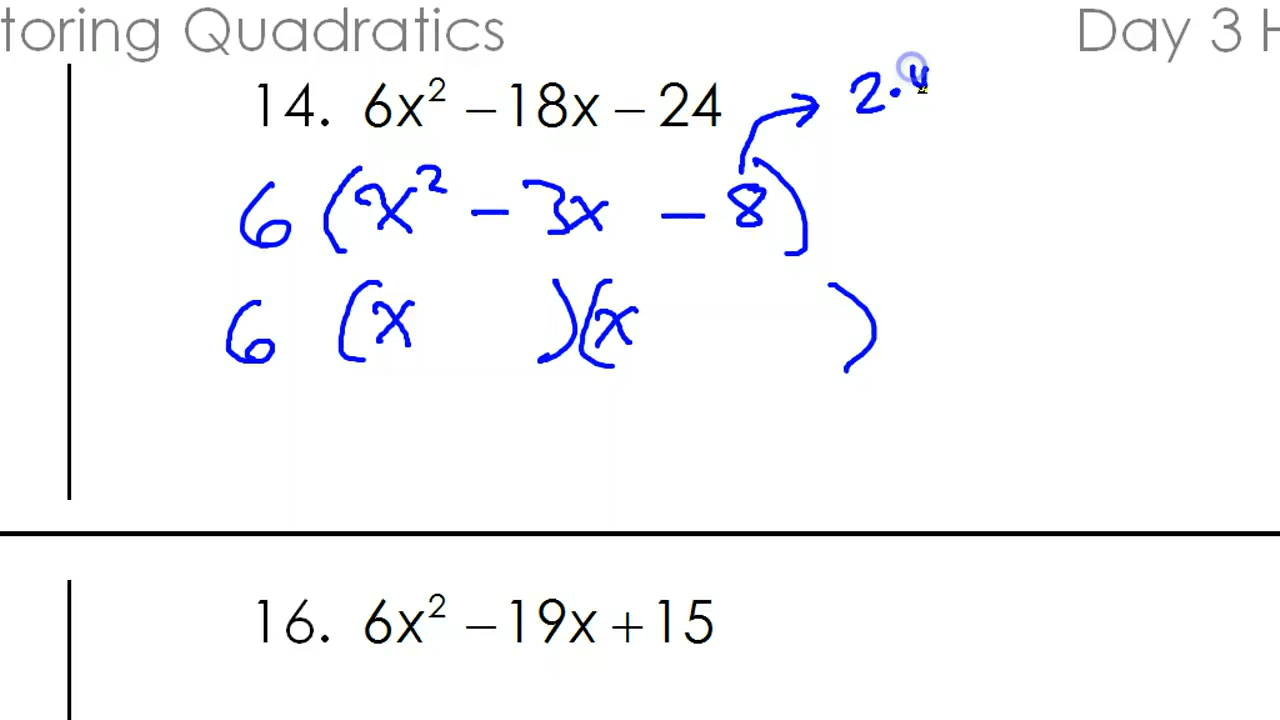 toring Quadratics Day 3 H
14. 6x² – 18x – 24
2·4
6 (x² – 3x – 8)
6 (x )(x )
16. 6x² – 19x + 15